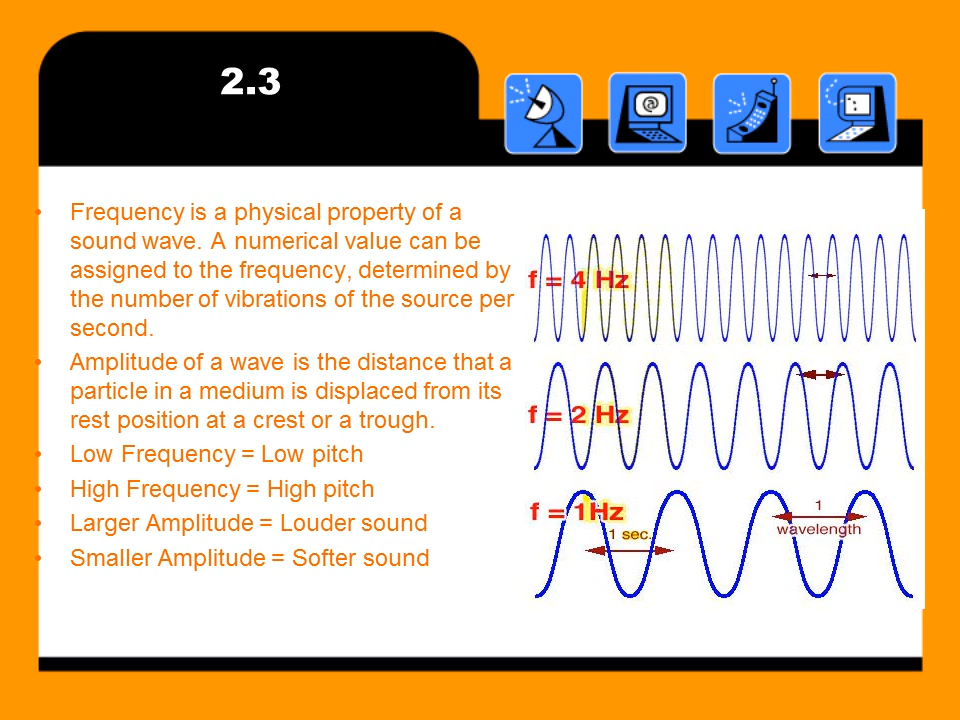 2.3
@
• Frequency is a physical property of a
sound wave. A numerical value can be
assigned to the frequency, determined by
the number of vibrations of the source per
second.
• Amplitude of a wave is the distance that a
particle in a medium is displaced from its
rest position at a crest or a trough.
• Low Frequency = Low pitch
• High Frequency = High pitch
• Larger Amplitude = Louder sound
• Smaller Amplitude = Softer sound
f = 4 Hz
f = 2 Hz
f = 1Hz
1 sec.
1
wavelength